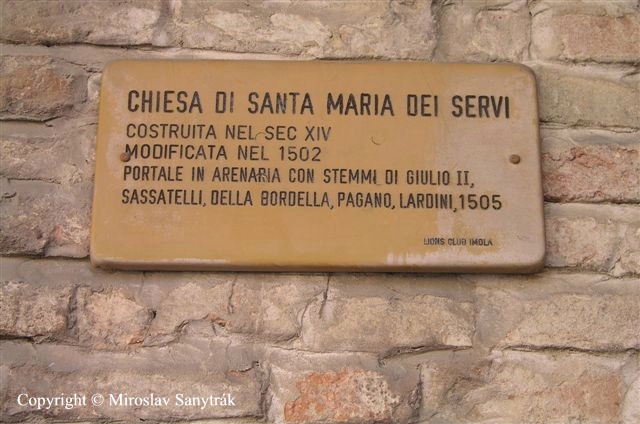 CHIESA DI SANTA MARIA DEI SERVI
COSTRUITA NEL SEC XIV
MODIFICATA NEL 1502
PORTALE IN ARENARIA CON STEMMI DI GIULIO II,
SASSATELLI, DELLA BORDELLA, PAGANO, LARDINI, 1505
LIONS CLUB IMOLA
Copyright © Miroslav Sanytrák